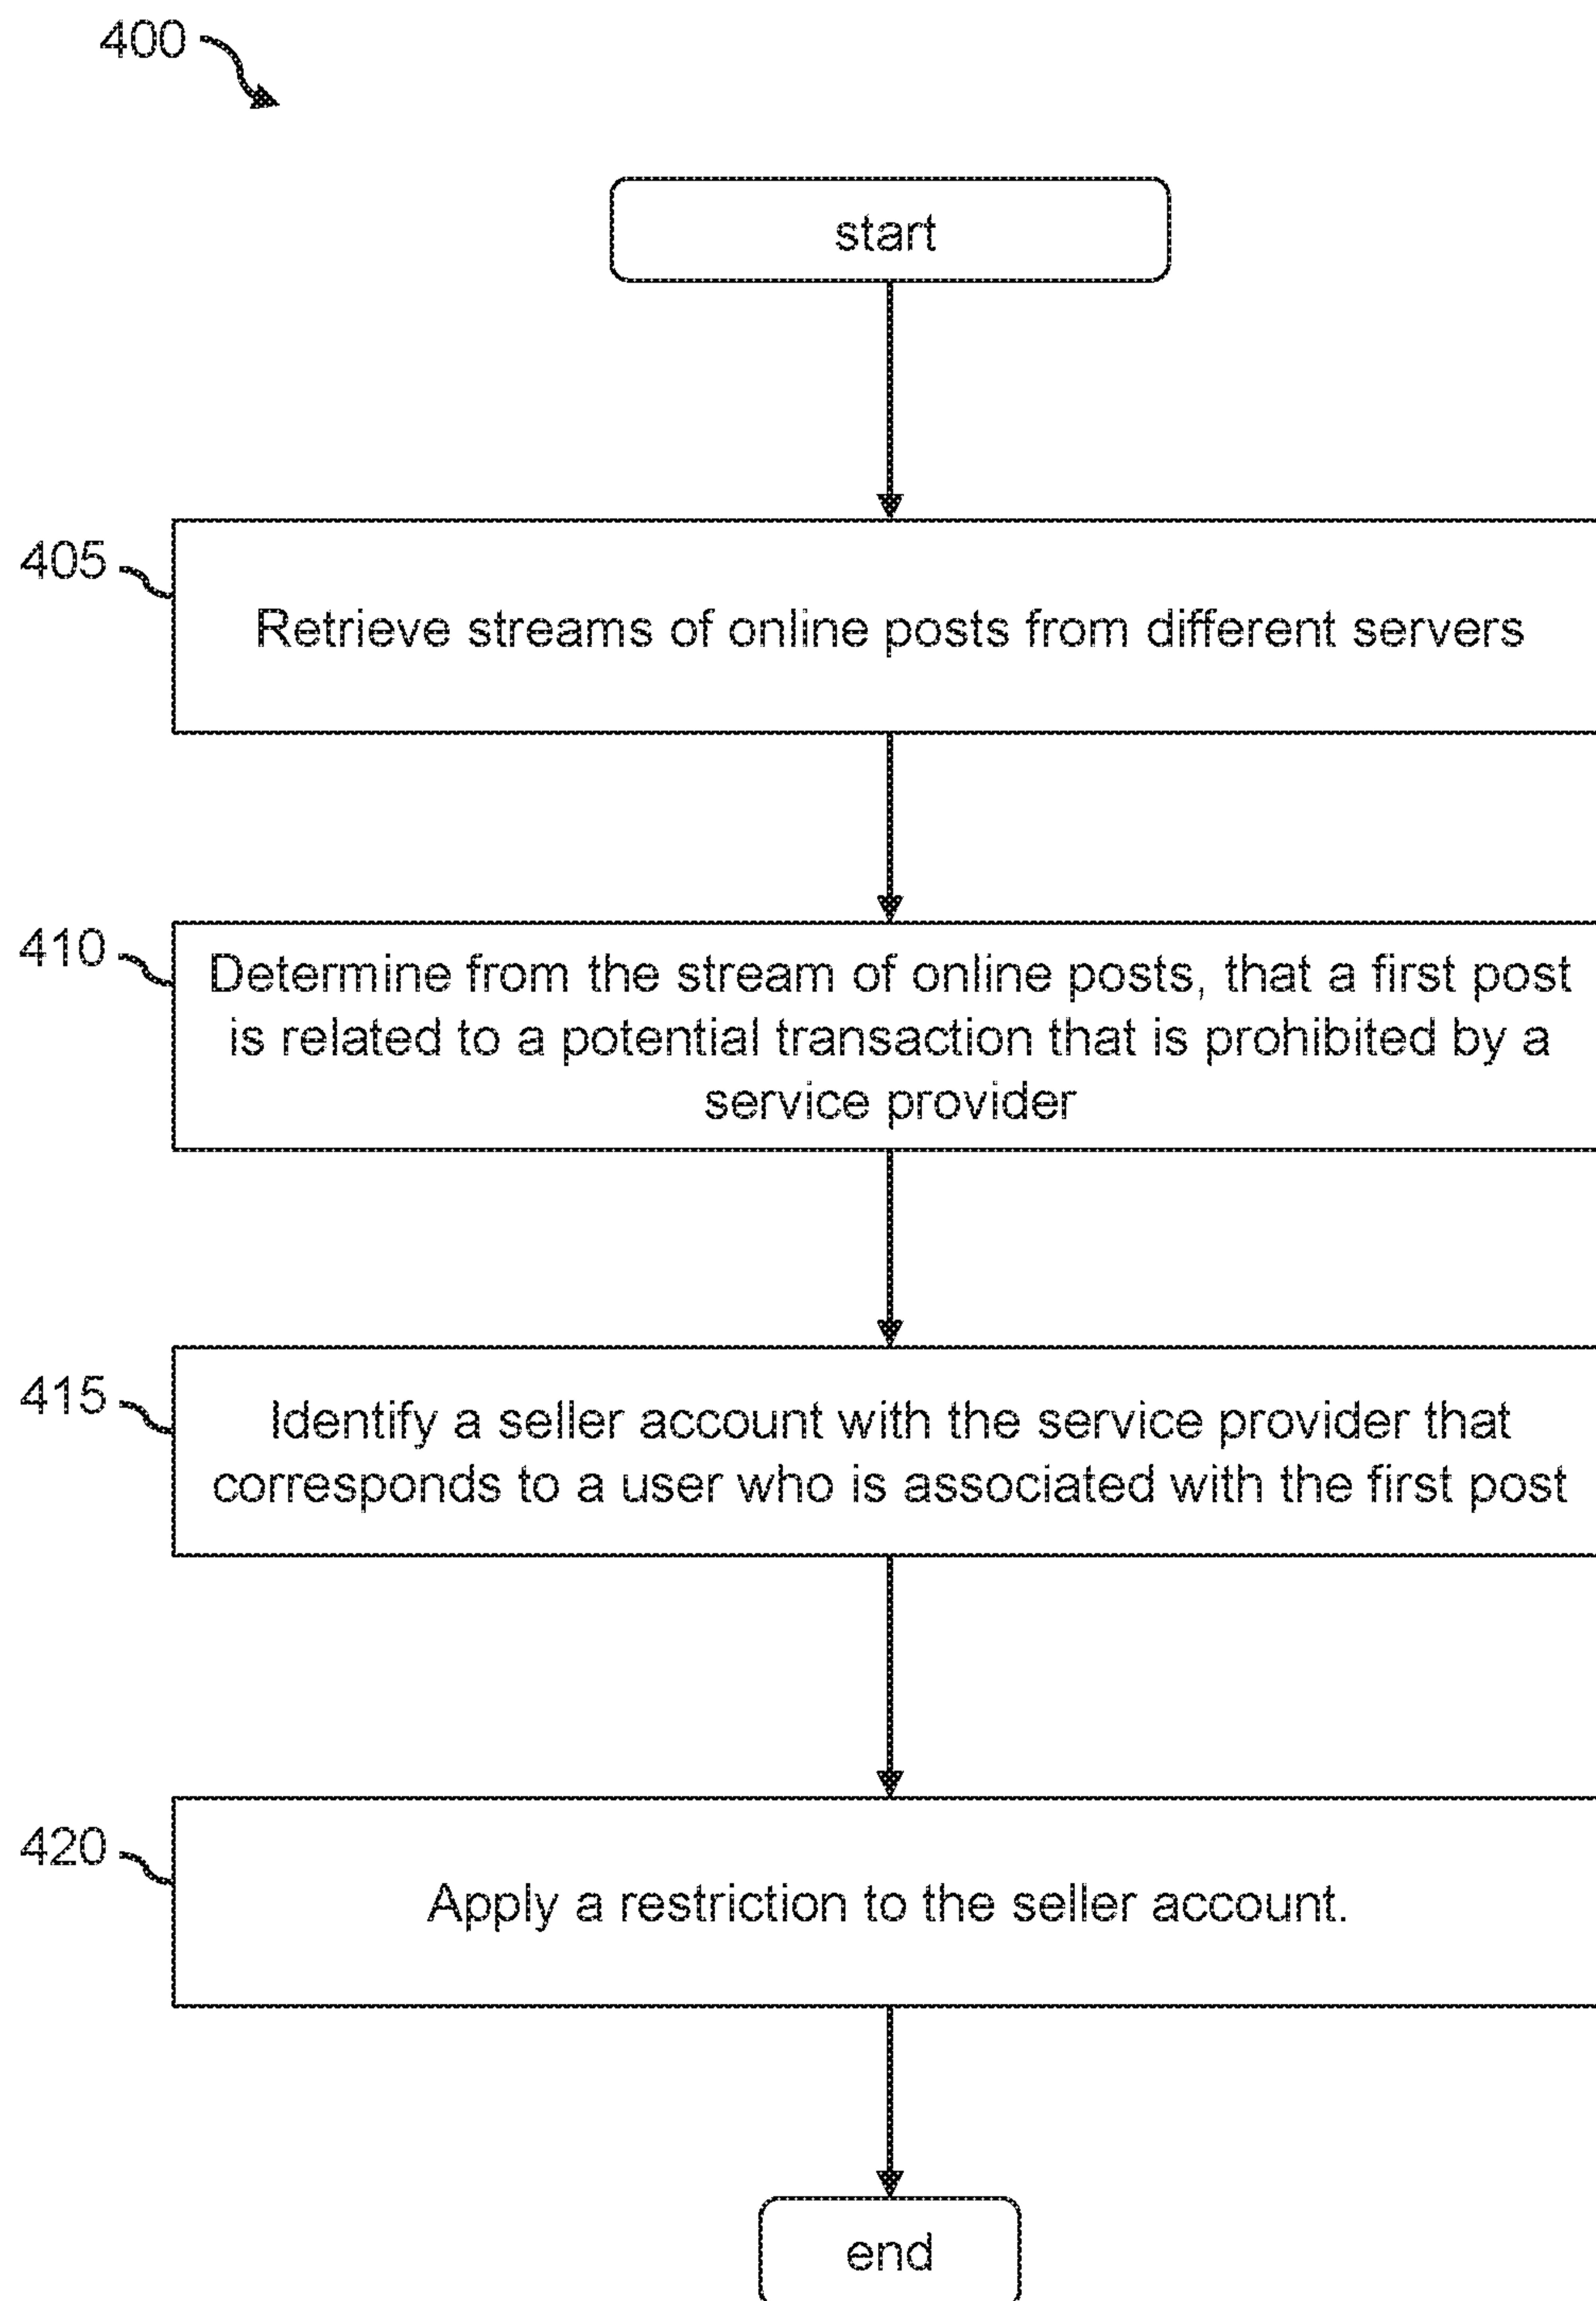 400
start
405
Retrieve streams of online posts from different servers
410
Determine from the stream of online posts, that a first post
is related to a potential transaction that is prohibited by a
service provider
415
Identify a seller account with the service provider that
corresponds to a user who is associated with the first post
420
Apply a restriction to the seller account.
end